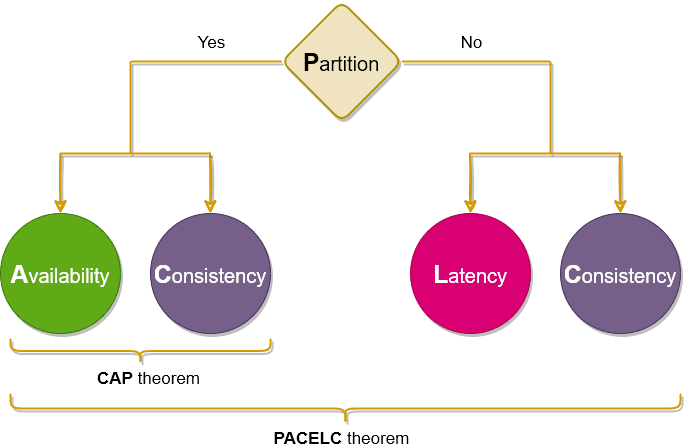 Yes
No
Partition
Availability
Consistency
Latency
Consistency
CAP theorem
PACELC theorem